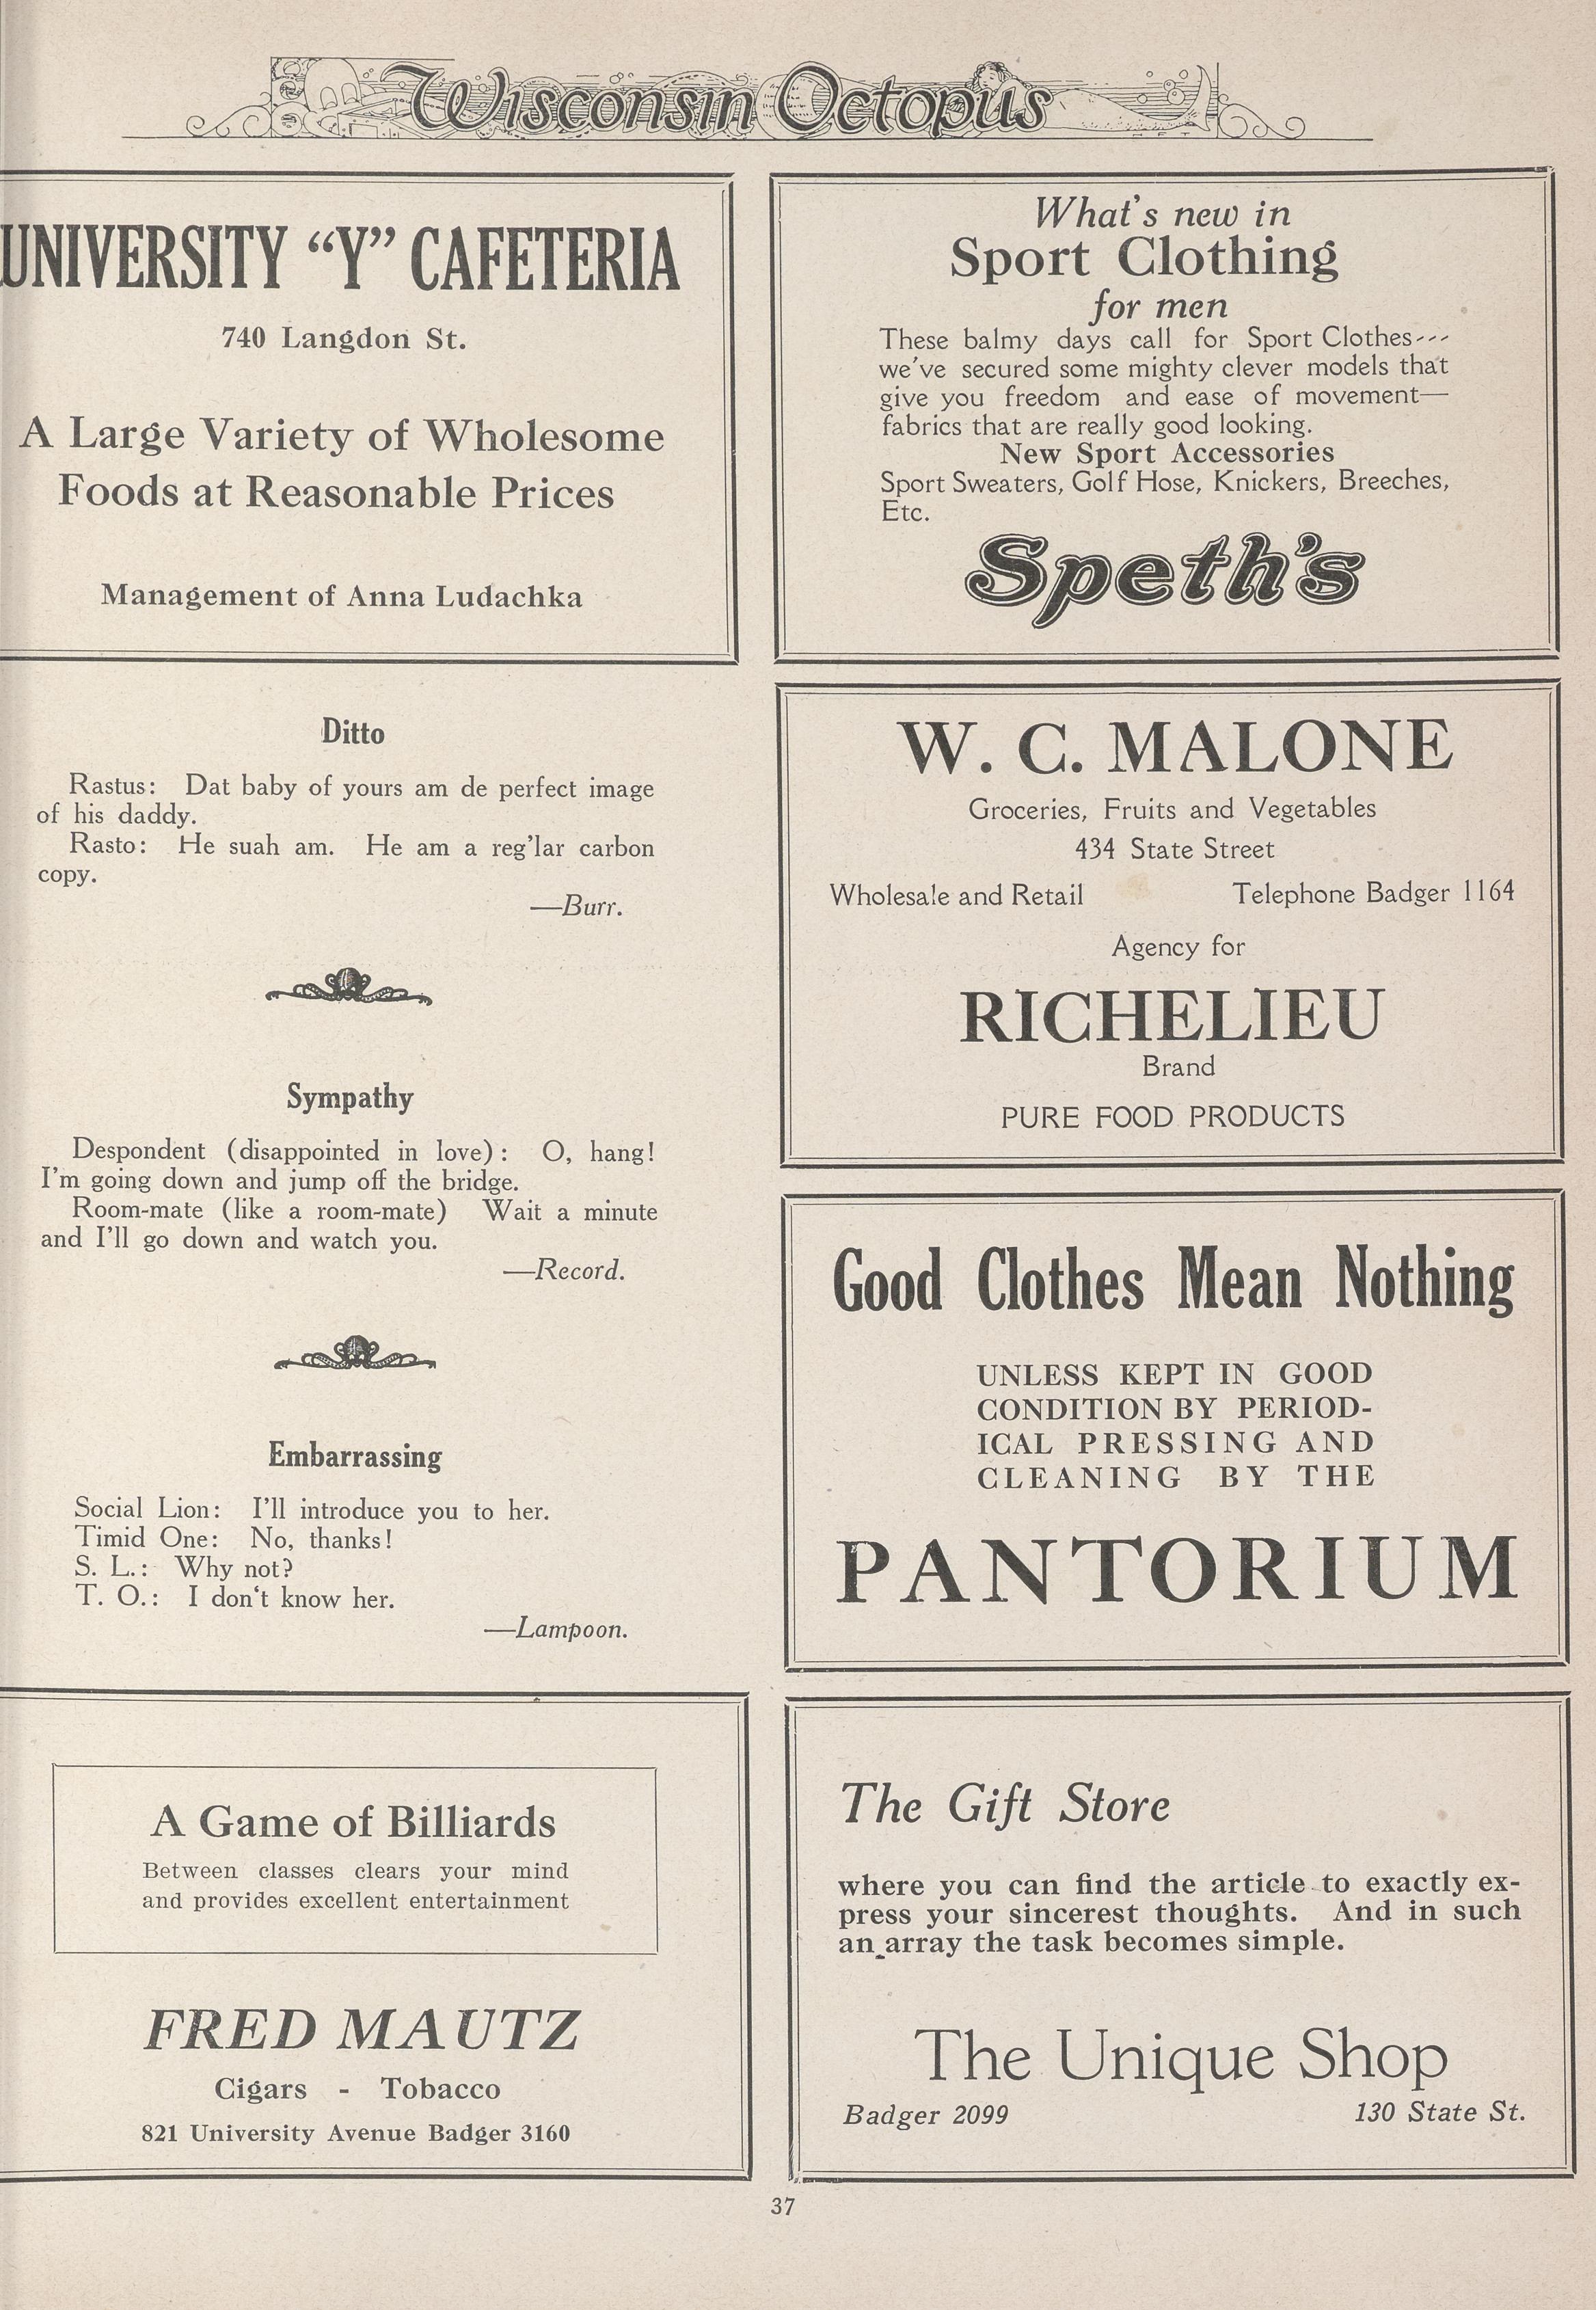 Wisconsin Octopus
UNIVERSITY “Y” CAFETERIA
740 Langdon St.
A Large Variety of Wholesome
Foods at Reasonable Prices
Management of Anna Ludachka
Ditto
Rastus: Dat baby of yours am de perfect image
of his daddy.
Rasto: He suah am. He am a reg’lar carbon
copy.
—Burr.
Sympathy
Despondent (disappointed in love): O, hang!
I’m going down and jump off the bridge.
Room-mate (like a room-mate) Wait a minute
and I’ll go down and watch you.
—Record.
Embarrassing
Social Lion: I’ll introduce you to her.
Timid One: No, thanks!
S. L.: Why not?
T. O.: I don‘t know her.
—Lampoon.
A Game of Billiards
Between classes clears your mind
and provides excellent entertainment
FRED MAUTZ
Cigars - Tobacco
821 University Avenue Badger 3160
What’s new in
Sport Clothing
for men
These balmy days call for Sport Clothes---
we’ve secured some mighty clever models that
give you freedom and ease of movement—
fabrics that are really good looking.
New Sport Accessories
Sport Sweaters, Golf Hose, Knickers, Breeches,
Etc.
Speth’s
W. C. MALONE
Groceries, Fruits and Vegetables
434 State Street
Wholesale and Retail Telephone Badger 1164
Agency for
RICHELIEU
Brand
PURE FOOD PRODUCTS
Good Clothes Mean Nothing
UNLESS KEPT IN GOOD
CONDITION BY PERIOD-
ICAL PRESSING AND
CLEANING BY THE
PANTORIUM
The Gift Store
where you can find the article to exactly ex-
press your sincerest thoughts. And in such
an array the task becomes simple.
The Unique Shop
Badger 2099 130 State St.
37